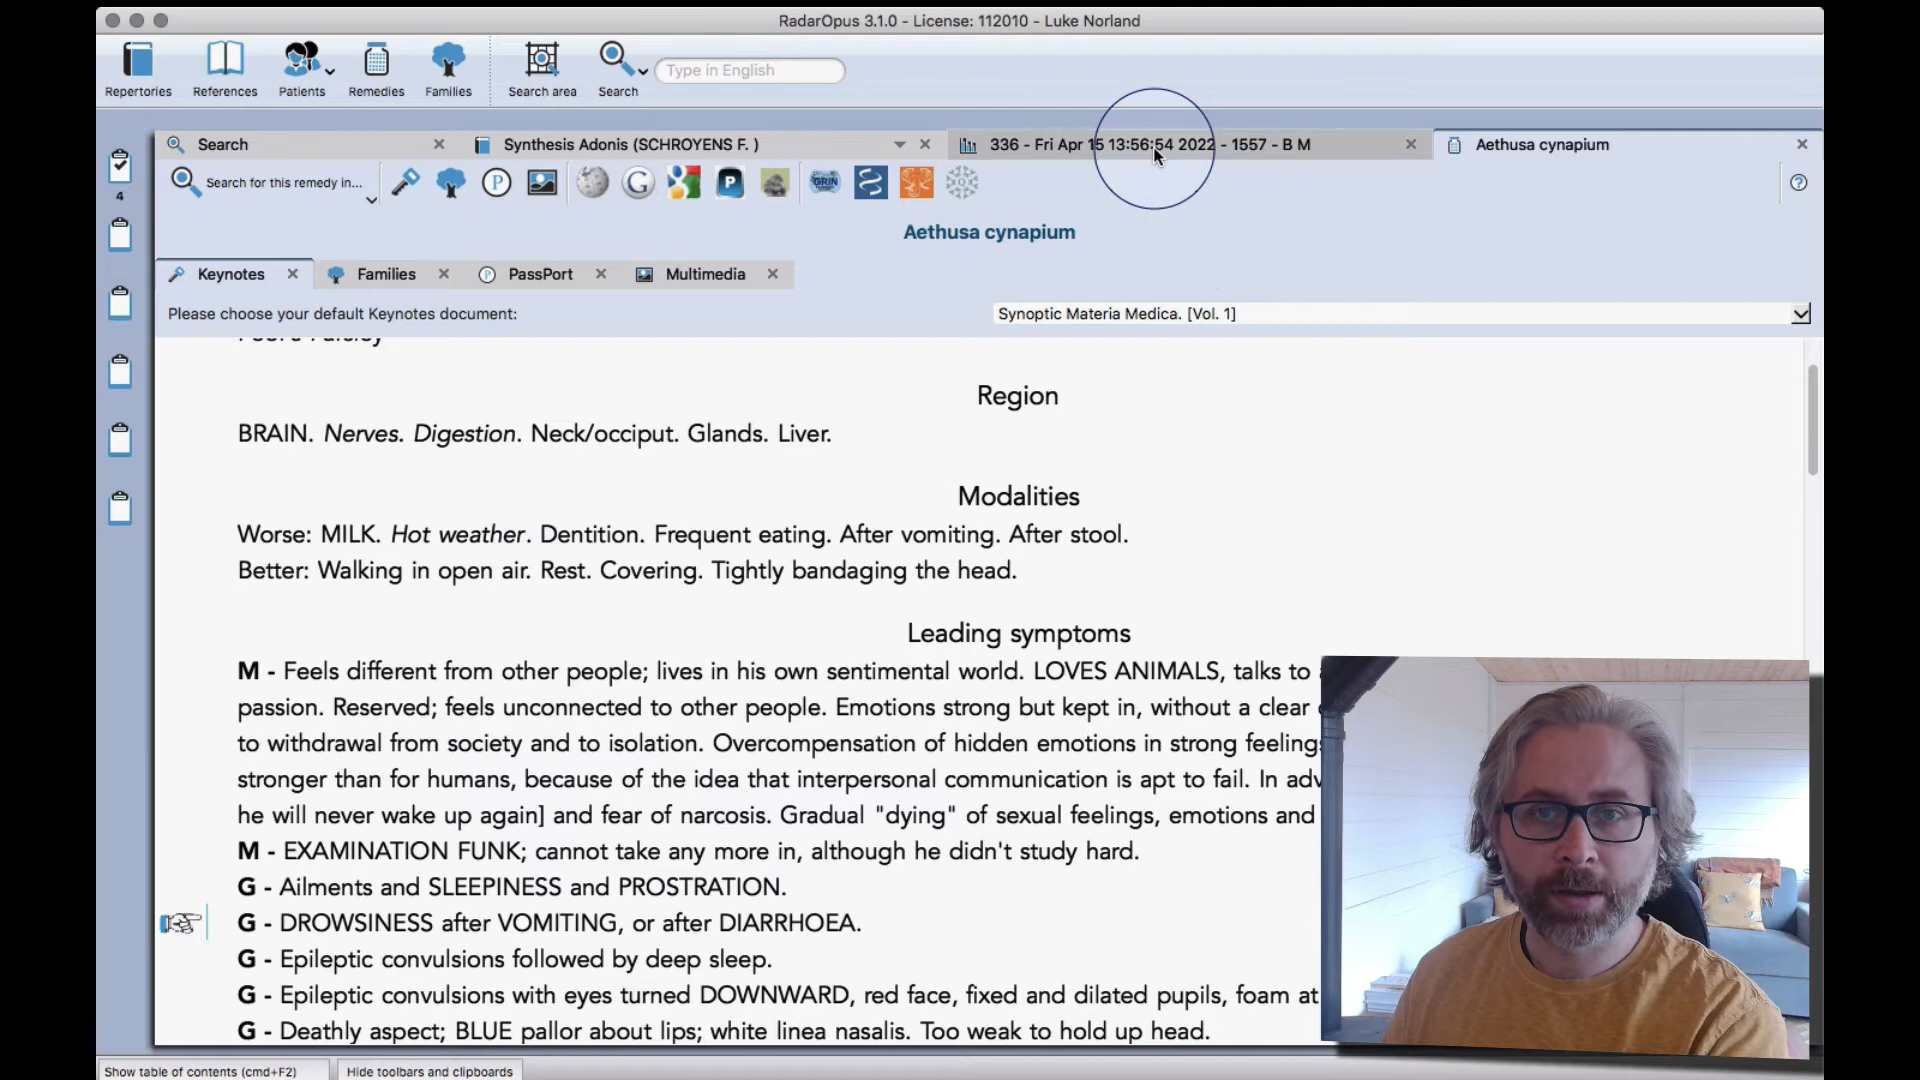 RadarOpus 3.1.0 - License: 112010 - Luke Norland
Repertories
References
Patients
Remedies
Families
Search area
Search
Type in English
4
Search
Synthesis Adonis (SCHROYENS F. )
336 - Fri Apr 15 13:56:54 2022 - 1557 - B M
Aethusa cynapium
Search for this remedy in...
P
G
P
GRIN
?
Aethusa cynapium
Keynotes
Families
PassPort
Multimedia
Please choose your default Keynotes document:
Synoptic Materia Medica. [Vol. 1]
Region
BRAIN. Nerves. Digestion. Neck/occiput. Glands. Liver.
Modalities
Worse: MILK. Hot weather. Dentition. Frequent eating. After vomiting. After stool.
Better: Walking in open air. Rest. Covering. Tightly bandaging the head.
Leading symptoms
M - Feels different from other people; lives in his own sentimental world. LOVES ANIMALS, talks to
passion. Reserved; feels unconnected to other people. Emotions strong but kept in, without a clear
to withdrawal from society and to isolation. Overcompensation of hidden emotions in strong feelings
stronger than for humans, because of the idea that interpersonal communication is apt to fail. In adv
he will never wake up again] and fear of narcosis. Gradual "dying" of sexual feelings, emotions and
M - EXAMINATION FUNK; cannot take any more in, although he didn't study hard.
G - Ailments and SLEEPINESS and PROSTRATION.
G - DROWSINESS after VOMITING, or after DIARRHOEA.
G - Epileptic convulsions followed by deep sleep.
G - Epileptic convulsions with eyes turned DOWNWARD, red face, fixed and dilated pupils, foam at
G - Deathly aspect; BLUE pallor about lips; white linea nasalis. Too weak to hold up head.
Show table of contents (cmd+F2)
Hide toolbars and clipboards